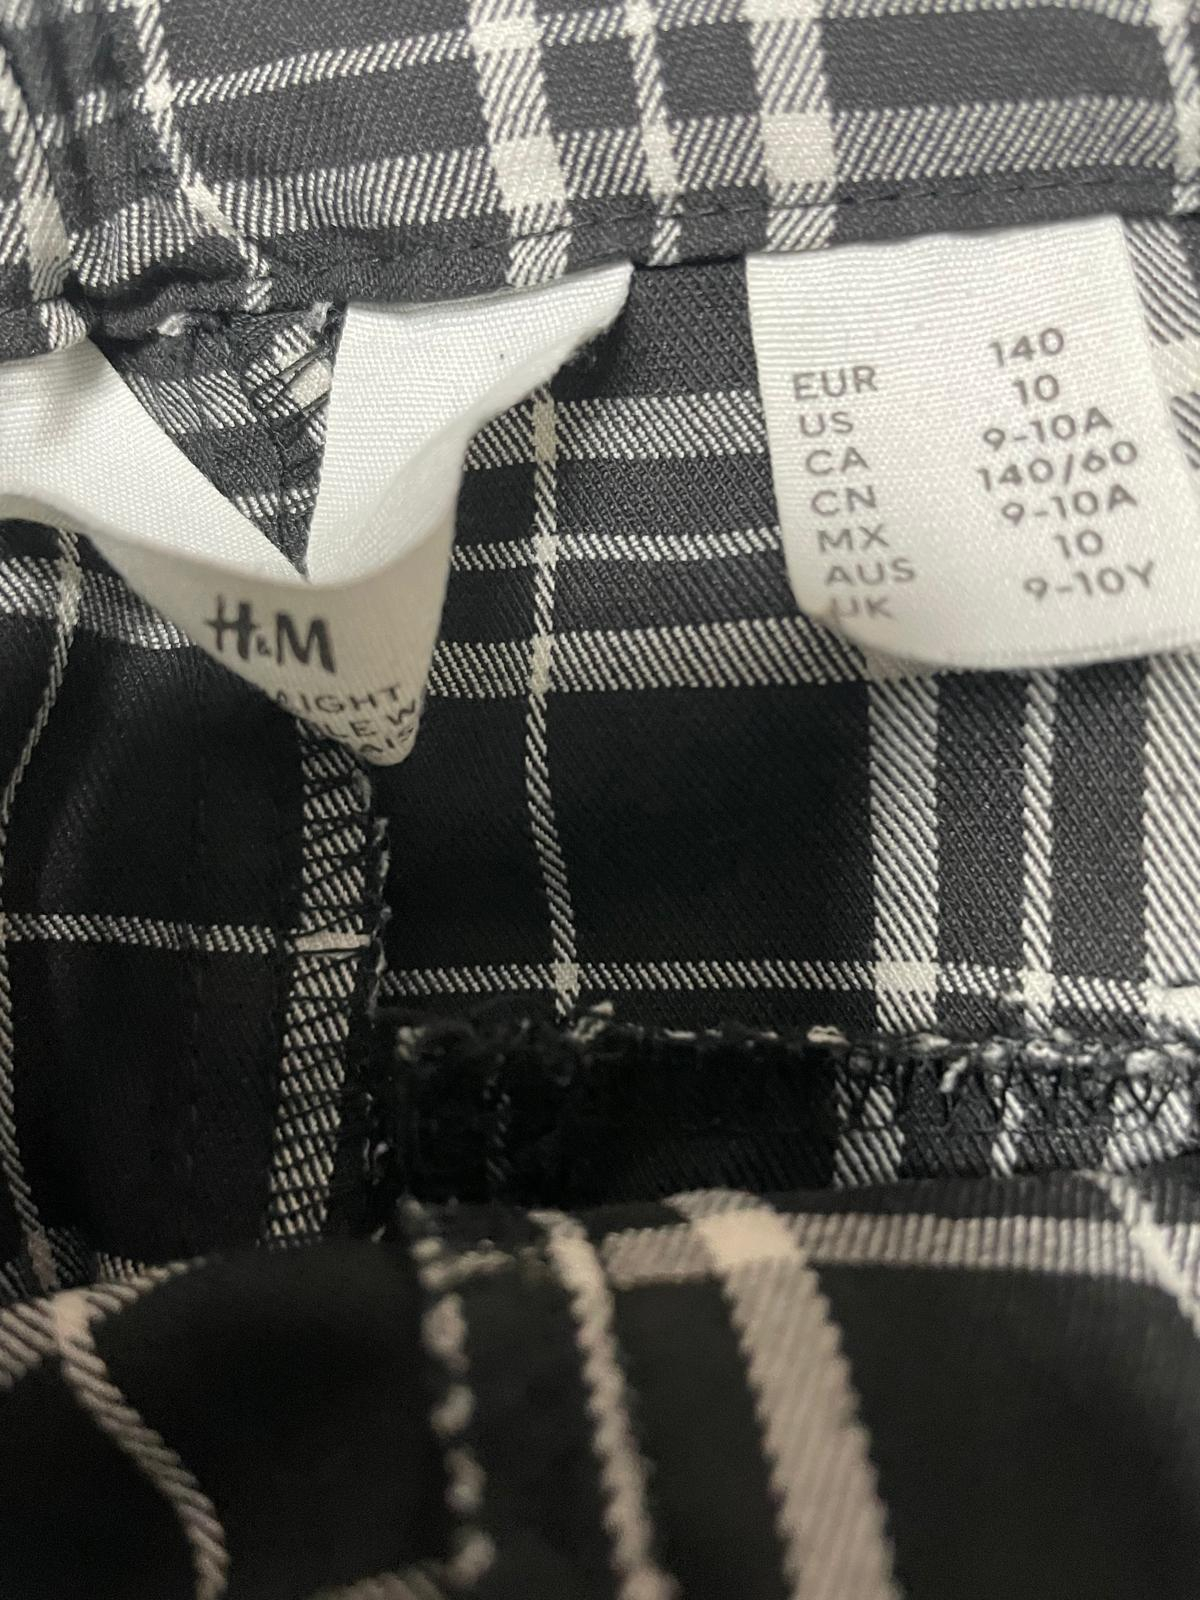 H&M
EUR 140
US 10
CA 9-10A
CN 140/60
MX 9-10A
AUS 10
UK 9-10Y